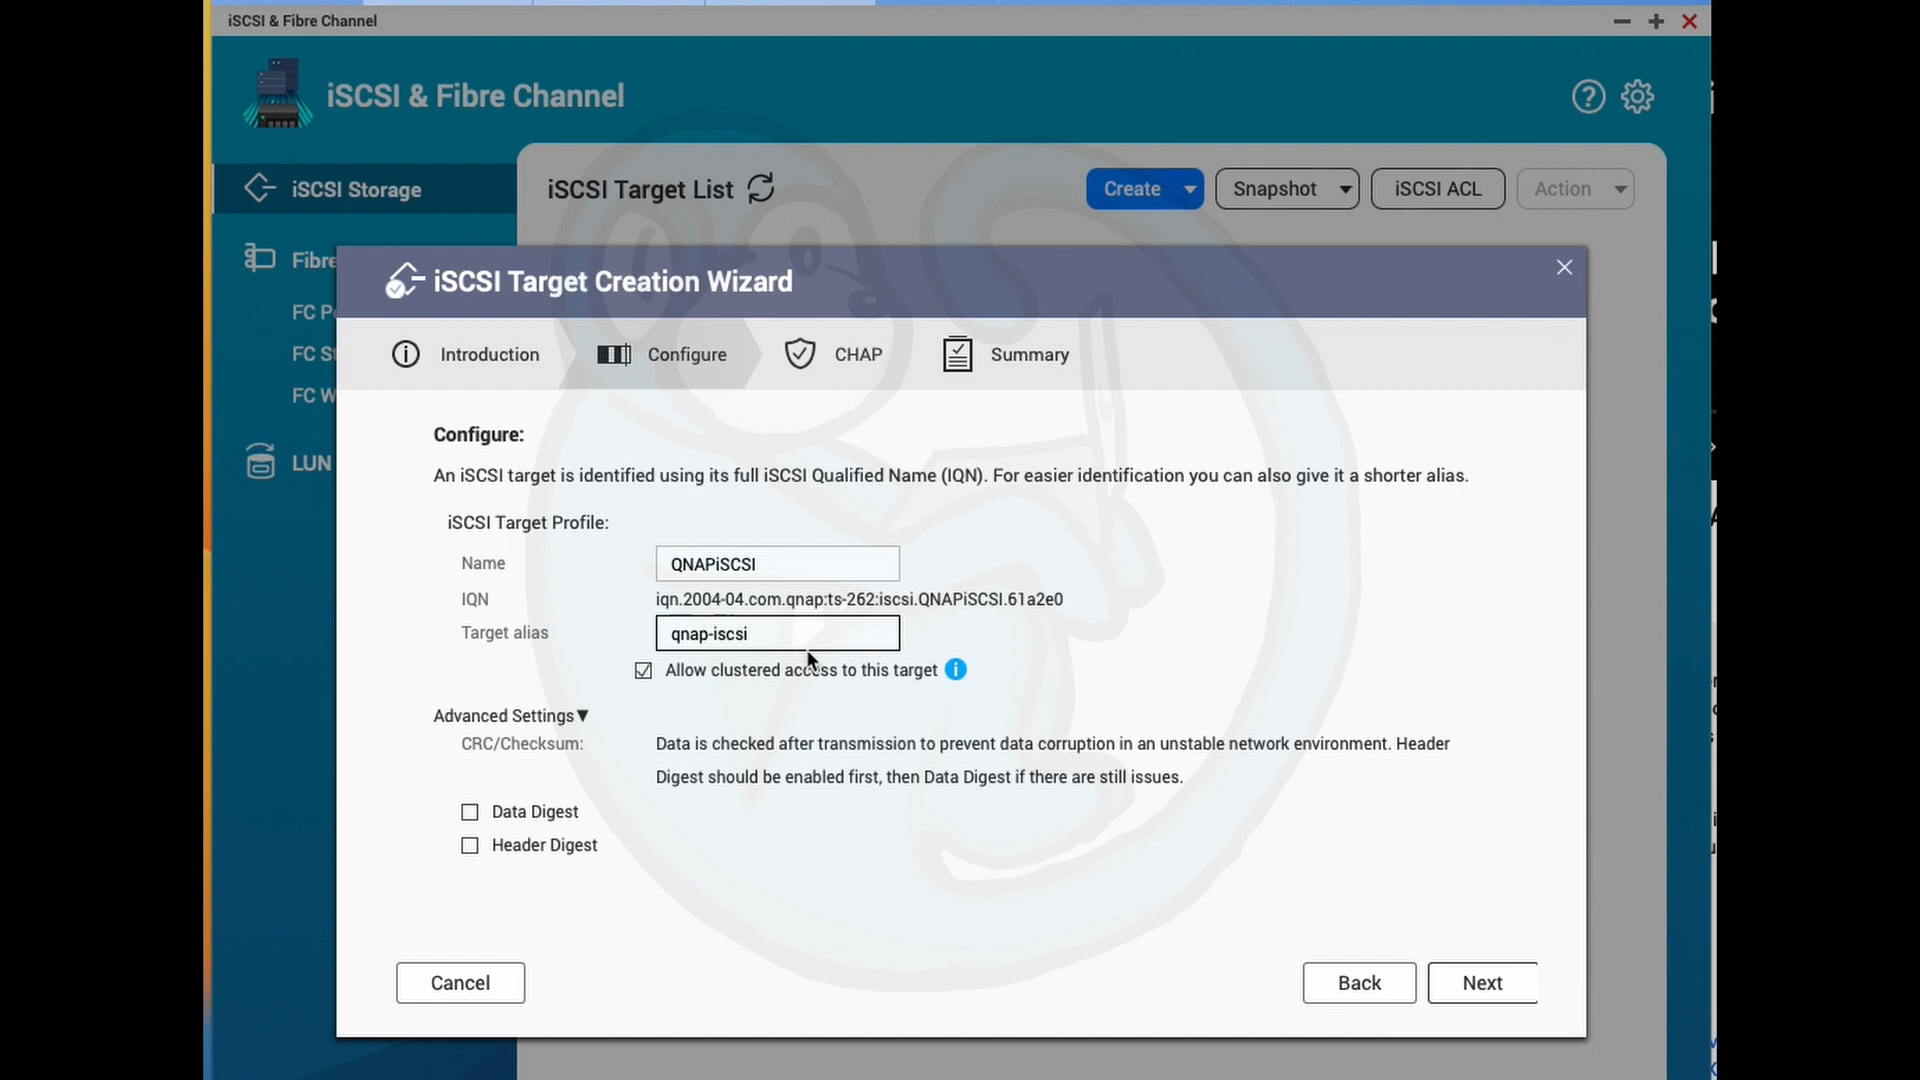 iSCSI & Fibre Channel
iSCSI & Fibre Channel
iSCSI Storage
iSCSI Target List
Create
Snapshot
iSCSI ACL
Action
Fibre
FC
FC
FC
LUN
iSCSI Target Creation Wizard
Introduction
Configure
CHAP
Summary
Configure:
An iSCSI target is identified using its full iSCSI Qualified Name (IQN). For easier identification you can also give it a shorter alias.
iSCSI Target Profile:
Name
QNAPiSCSI
IQN
iqn.2004-04.com.qnap:ts-262:iscsi.QNAPiSCSI.61a2e0
Target alias
qnap-iscsi
Allow clustered access to this target
Advanced Settings▼
CRC/Checksum:
Data is checked after transmission to prevent data corruption in an unstable network environment. Header
Digest should be enabled first, then Data Digest if there are still issues.
Data Digest
Header Digest
Cancel
Back
Next